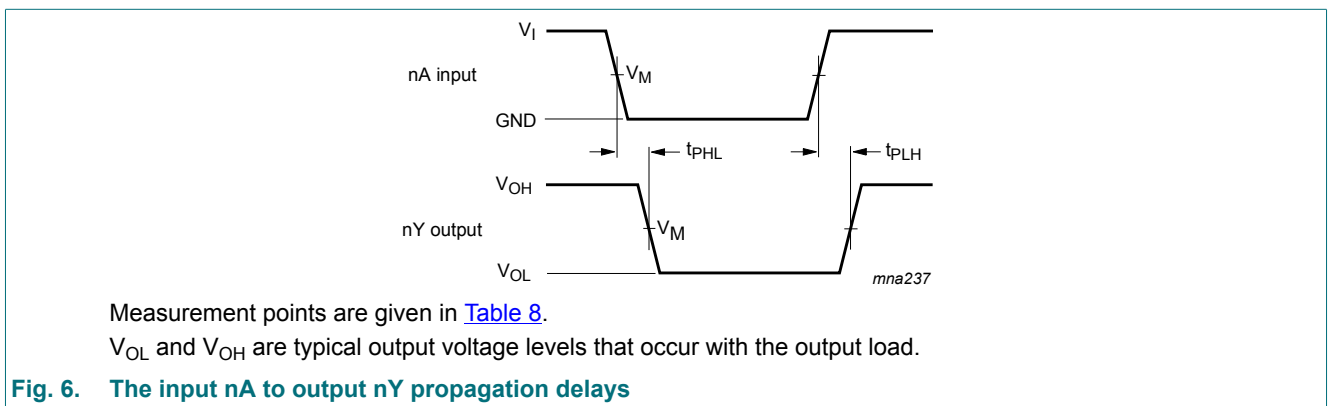 V_I
nA input
V_M
GND
t_PHL
t_PLH
V_OH
nY output
V_M
V_OL
mna237
Measurement points are given in Table 8.
V_OL and V_OH are typical output voltage levels that occur with the output load.
Fig. 6. The input nA to output nY propagation delays